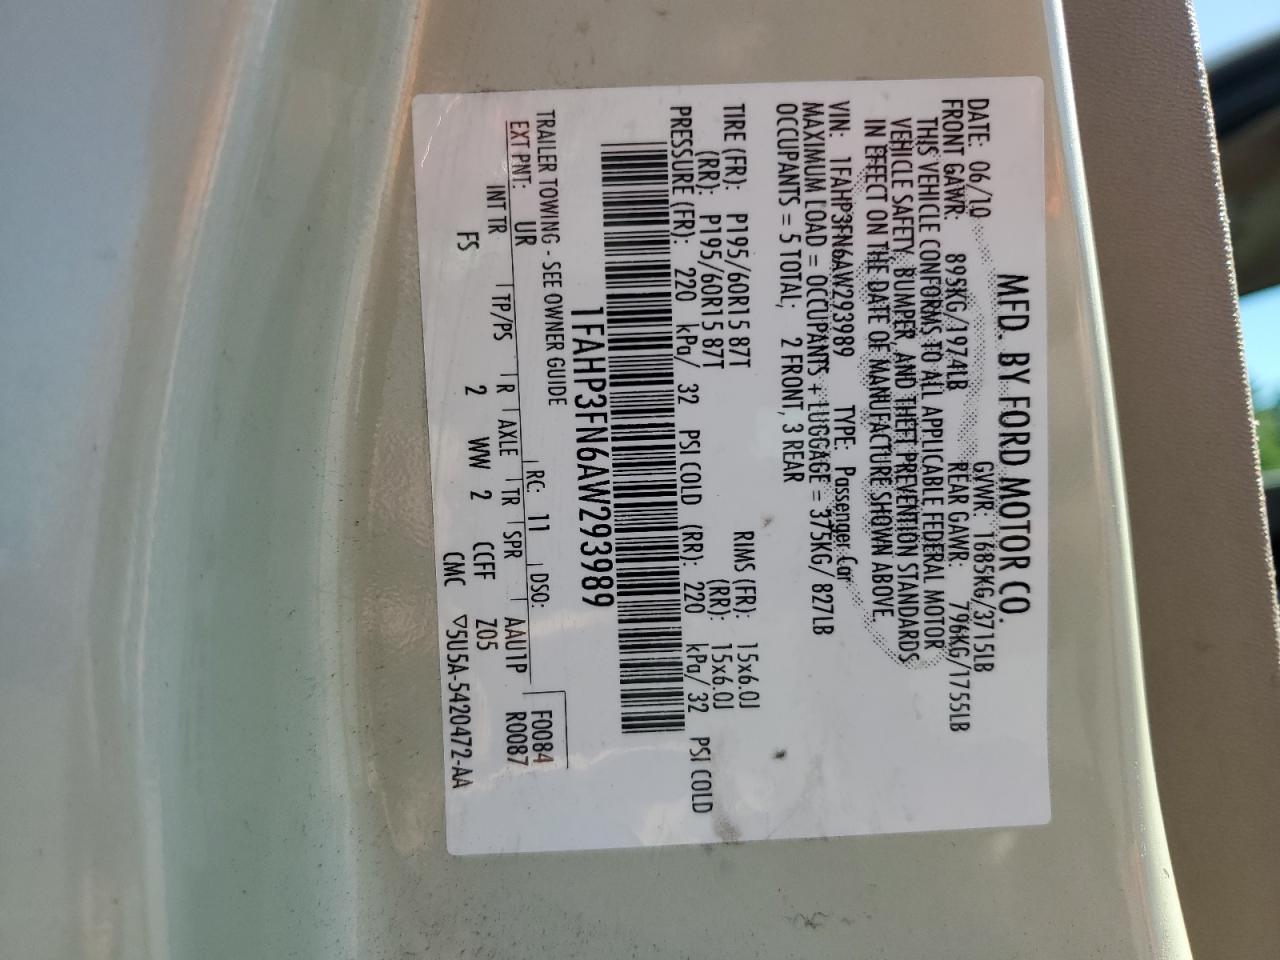 MFD. BY FORD MOTOR CO.
DATE: 06/10 GVWR: 1685KG/3715LB
FRONT GAWR: 895KG/1974LB REAR GAWR: 796KG/1755LB
THIS VEHICLE CONFORMS TO ALL APPLICABLE FEDERAL MOTOR
VEHICLE SAFETY, BUMPER, AND THEFT PREVENTION STANDARDS
IN EFFECT ON THE DATE OF MANUFACTURE SHOWN ABOVE.
VIN: 1FAHP3FN6AW293989 TYPE: Passenger Car
MAXIMUM LOAD = OCCUPANTS + LUGGAGE = 375KG/827LB
OCCUPANTS = 5 TOTAL, 2 FRONT, 3 REAR
TIRE (FR): P195/60R15 87T RIMS (FR): 15x6.0J
(RR): P195/60R15 87T (RR): 15x6.0J
PRESSURE (FR): 220 kPa/ 32 PSI COLD (RR): 220 kPa/ 32 PSI COLD
1FAHP3FN6AW293989
TRAILER TOWING - SEE OWNER GUIDE
RC: 11 DSO: F0084
EXT PNT: UR R0087
INT TR TP/PS R AXLE TR SPR AAU1P
FS 2 WW 2 CCFF Z05
CMC ▽5U5A-5420472-AA